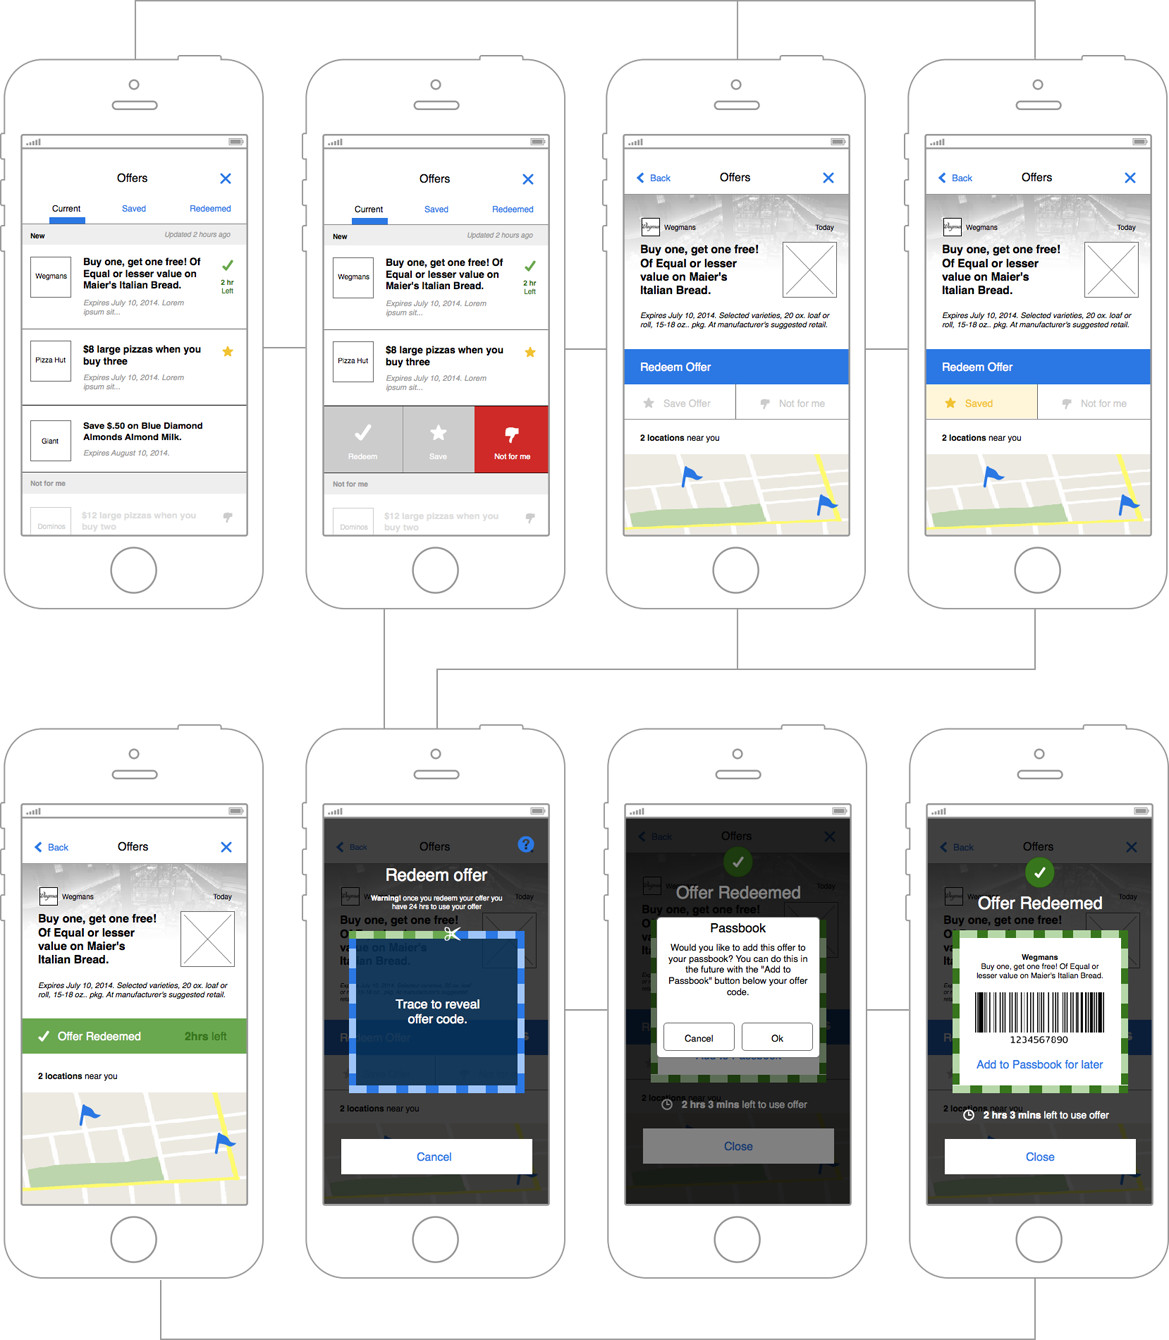 Offers
Current Saved Redeemed
New Updated 2 hours ago
Wegmans
Buy one, get one free! Of
Equal or lesser value on
Maier's Italian Bread.
Expires July 10, 2014. Lorem
ipsum sit...
2 hr
Left
Pizza Hut
$8 large pizzas when you
buy three
Expires July 10, 2014. Lorem
ipsum sit...
Giant
Save $.50 on Blue Diamond
Almonds Almond Milk.
Expires August 10, 2014.
Not for me
Dominos
$12 large pizzas when you
buy two
Offers
Current Saved Redeemed
New Updated 2 hours ago
Wegmans
Buy one, get one free! Of
Equal or lesser value on
Maier's Italian Bread.
Expires July 10, 2014. Lorem
ipsum sit...
2 hr
Left
Pizza Hut
$8 large pizzas when you
buy three
Expires July 10, 2014. Lorem
ipsum sit...
Redeem Save Not for me
Not for me
Dominos
$12 large pizzas when you
buy two
Back Offers
Wegmans Today
Buy one, get one free!
Of Equal or lesser
value on Maier's
Italian Bread.
Expires July 10, 2014. Selected varieties, 20 ox. loaf or
roll, 15-18 oz.. pkg. At manufacturer's suggested retail.
Redeem Offer
Save Offer Not for me
2 locations near you
Back Offers
Wegmans Today
Buy one, get one free!
Of Equal or lesser
value on Maier's
Italian Bread.
Expires July 10, 2014. Selected varieties, 20 ox. loaf or
roll, 15-18 oz.. pkg. At manufacturer's suggested retail.
Redeem Offer
Saved Not for me
2 locations near you
Back Offers
Wegmans Today
Buy one, get one free!
Of Equal or lesser
value on Maier's
Italian Bread.
Expires July 10, 2014. Selected varieties, 20 ox. loaf or
roll, 15-18 oz.. pkg. At manufacturer's suggested retail.
Offer Redeemed 2hrs left
2 locations near you
Back Offers ?
Redeem offer
Wegmans Today
Warning! once you redeem your offer you
have 24 hrs to use your offer
Buy one, get one free!
Trace to reveal
offer code.
2 locations near you
Cancel
Back Offers
Offer Redeemed
Passbook
Would you like to add this offer to
your passbook? You can do this in
the future with the "Add to
Passbook" button below your offer
code.
Cancel Ok
Add to Passbook
2 hrs 3 mins left to use offer
Close
Back Offers
Offer Redeemed
Wegmans
Buy one, get one free! Of Equal or
lesser value on Maier's Italian Bread.
1234567890
Add to Passbook for later
2 hrs 3 mins left to use offer
Close